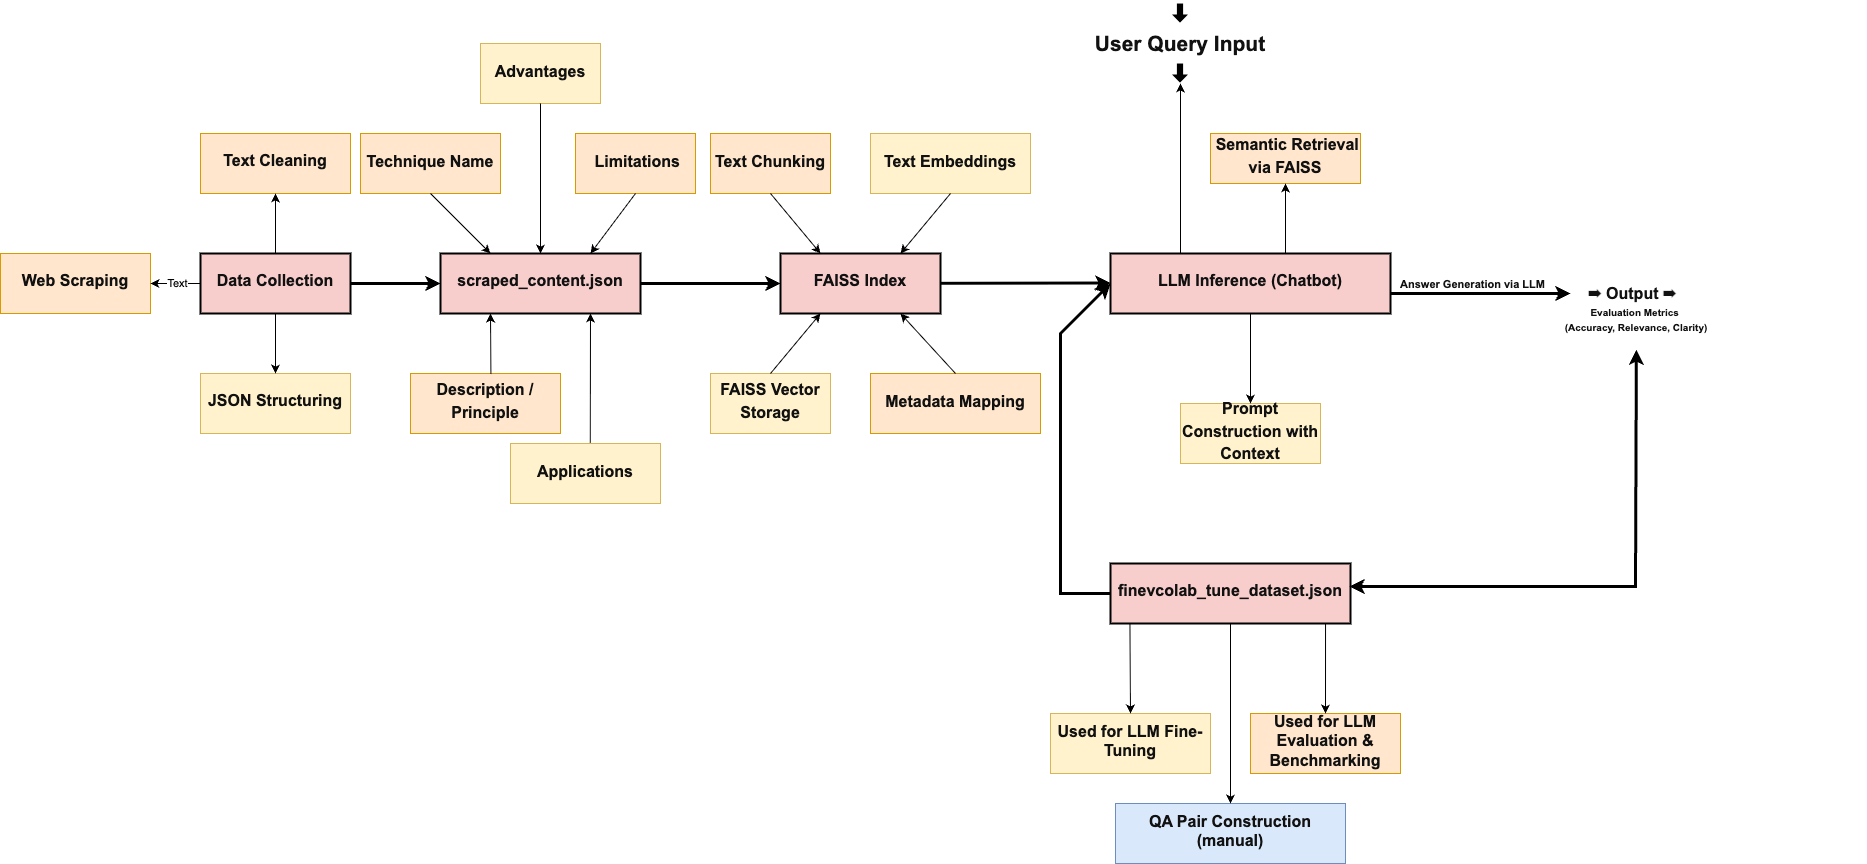 User Query Input
Advantages
Text Cleaning
Technique Name
Limitations
Text Chunking
Text Embeddings
Semantic Retrieval
via FAISS
Web Scraping
Text
Data Collection
scraped_content.json
FAISS Index
LLM Inference (Chatbot)
Answer Generation via LLM
➡ Output ➡
Evaluation Metrics
(Accuracy, Relevance, Clarity)
JSON Structuring
Description /
Principle
Applications
FAISS Vector
Storage
Metadata Mapping
Prompt
Construction with
Context
finevcolab_tune_dataset.json
Used for LLM Fine-
Tuning
Used for LLM
Evaluation &
Benchmarking
QA Pair Construction
(manual)